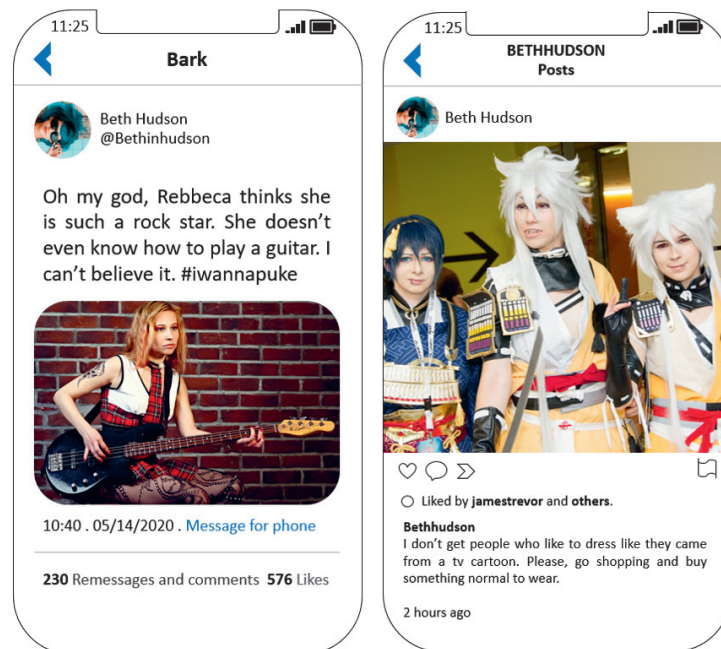 11:25
Bark
Beth Hudson
@Bethinhudson
Oh my god, Rebbeca thinks she
is such a rock star. She doesn’t
even know how to play a guitar. I
can’t believe it. #iwannapuke
10:40 . 05/14/2020 . Message for phone
230 Remessages and comments 576 Likes
11:25
BETHHUDSON
Posts
Beth Hudson
Liked by jamestrevor and others.
Bethhudson
I don’t get people who like to dress like they came
from a tv cartoon. Please, go shopping and buy
something normal to wear.
2 hours ago